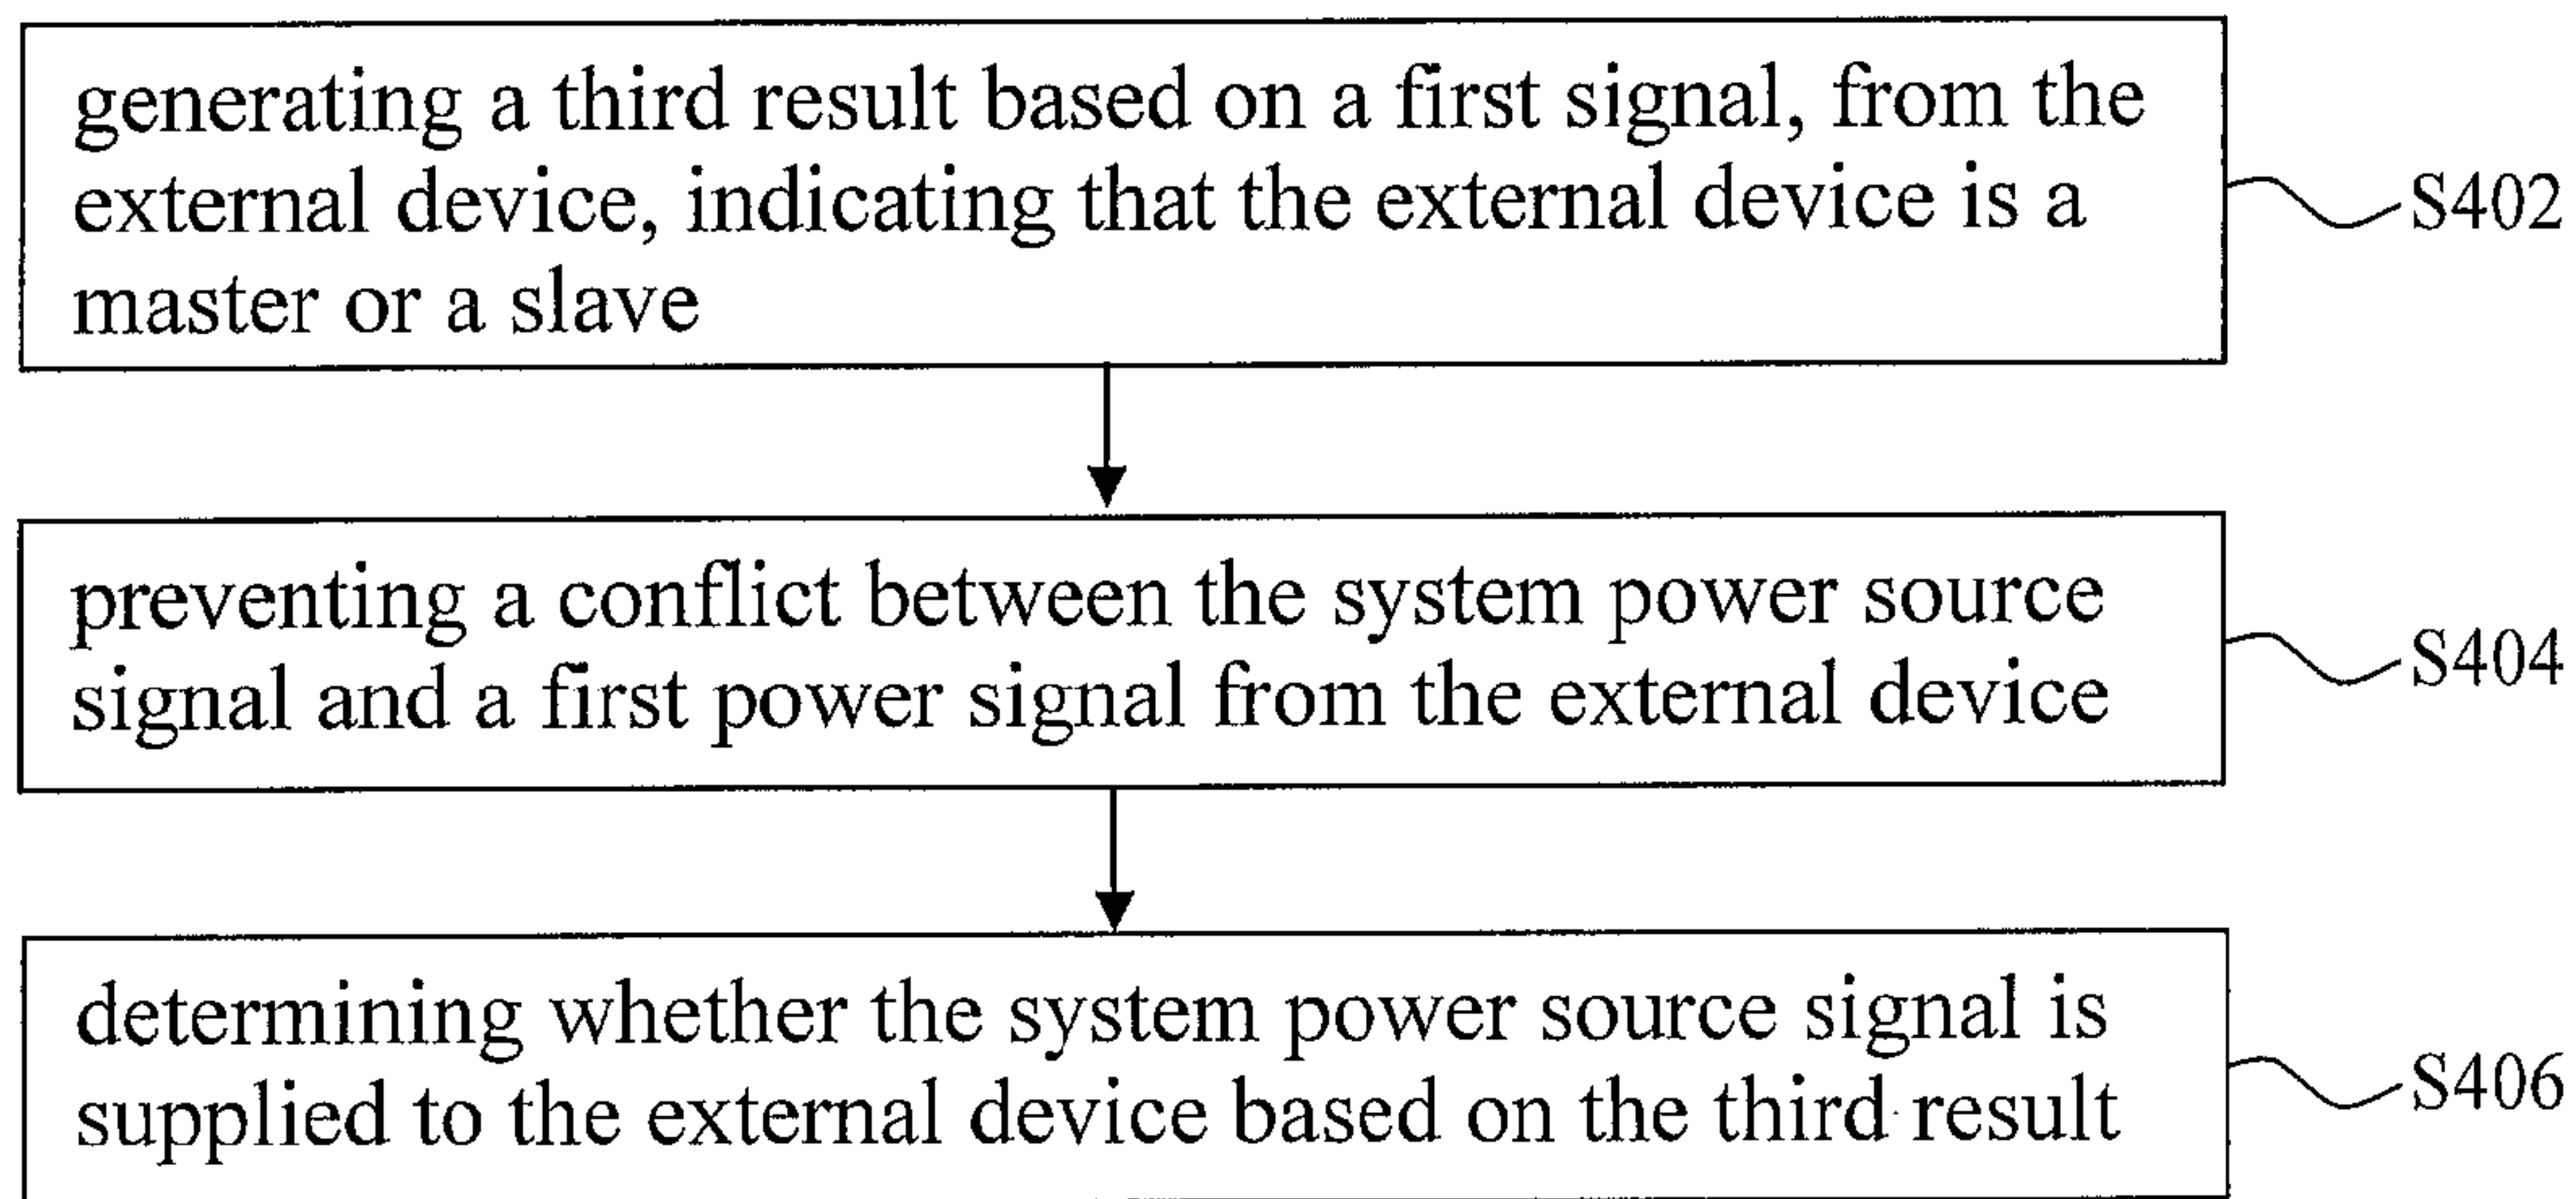 generating a third result based on a first signal, from the
external device, indicating that the external device is a
master or a slave
S402
preventing a conflict between the system power source
signal and a first power signal from the external device
S404
determining whether the system power source signal is
supplied to the external device based on the third result
S406